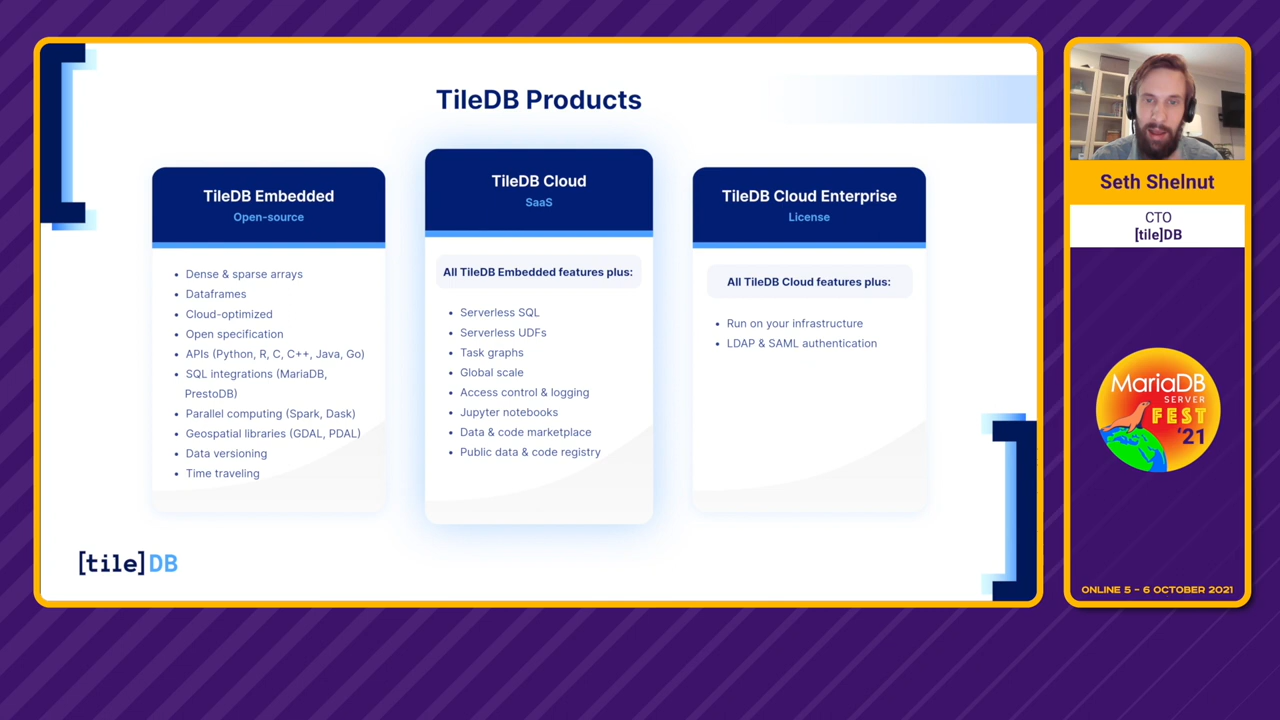 TileDB Products
TileDB Embedded
Open-source
Dense & sparse arrays
Dataframes
Cloud-optimized
Open specification
APIs (Python, R, C, C++, Java, Go)
SQL integrations (MariaDB,
PrestoDB)
Parallel computing (Spark, Dask)
Geospatial libraries (GDAL, PDAL)
Data versioning
Time traveling
TileDB Cloud
SaaS
All TileDB Embedded features plus:
Serverless SQL
Serverless UDFs
Task graphs
Global scale
Access control & logging
Jupyter notebooks
Data & code marketplace
Public data & code registry
TileDB Cloud Enterprise
License
All TileDB Cloud features plus:
Run on your infrastructure
LDAP & SAML authentication
[tile]DB
Seth Shelnut
CTO
[tile]DB
MariaDB
SERVER
FEST
'21
ONLINE 5 - 6 OCTOBER 2021